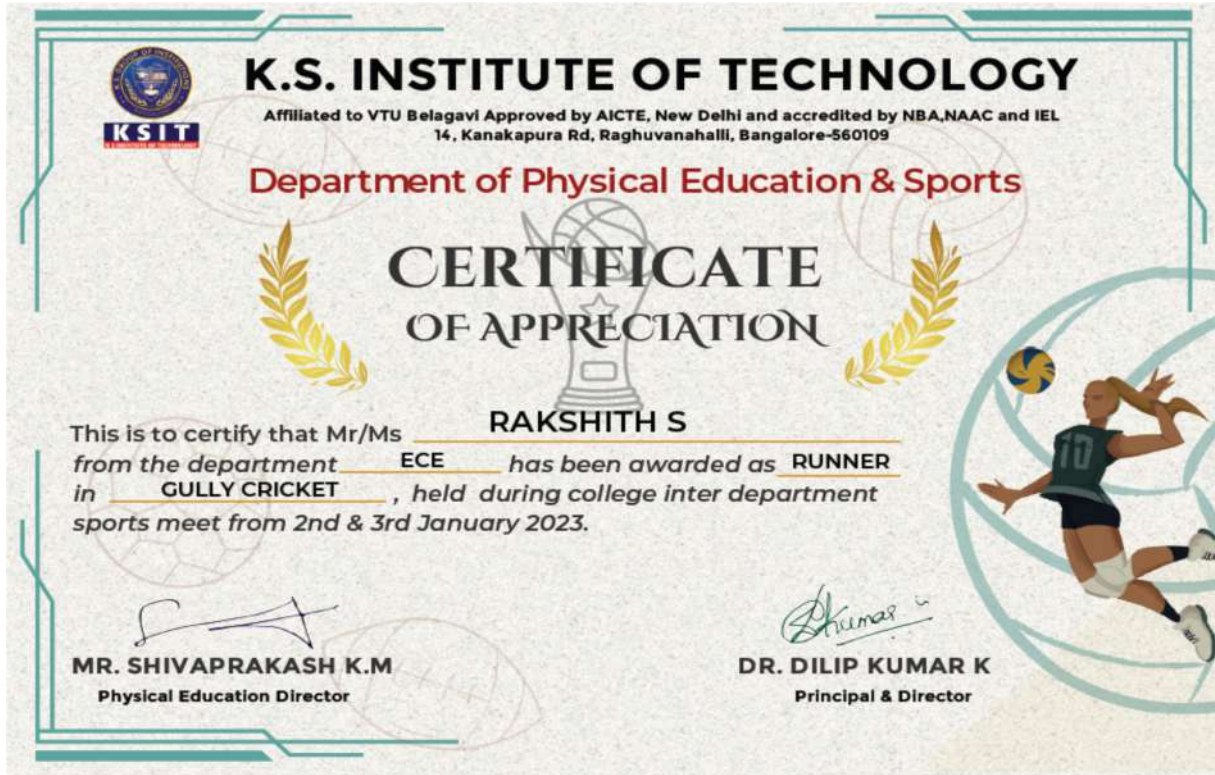 K.S. INSTITUTE OF TECHNOLOGY
Affiliated to VTU Belagavi Approved by AICTE, New Delhi and accredited by NBA,NAAC and IEL
14, Kanakapura Rd, Raghuvanahalli, Bangalore-560109
KSIT
Department of Physical Education & Sports
CERTIFICATE
OF APPRECIATION
This is to certify that Mr/Ms RAKSHITH S
from the department ECE has been awarded as RUNNER
in GULLY CRICKET , held during college inter department
sports meet from 2nd & 3rd January 2023.
10
MR. SHIVAPRAKASH K.M
Physical Education Director
DR. DILIP KUMAR K
Principal & Director